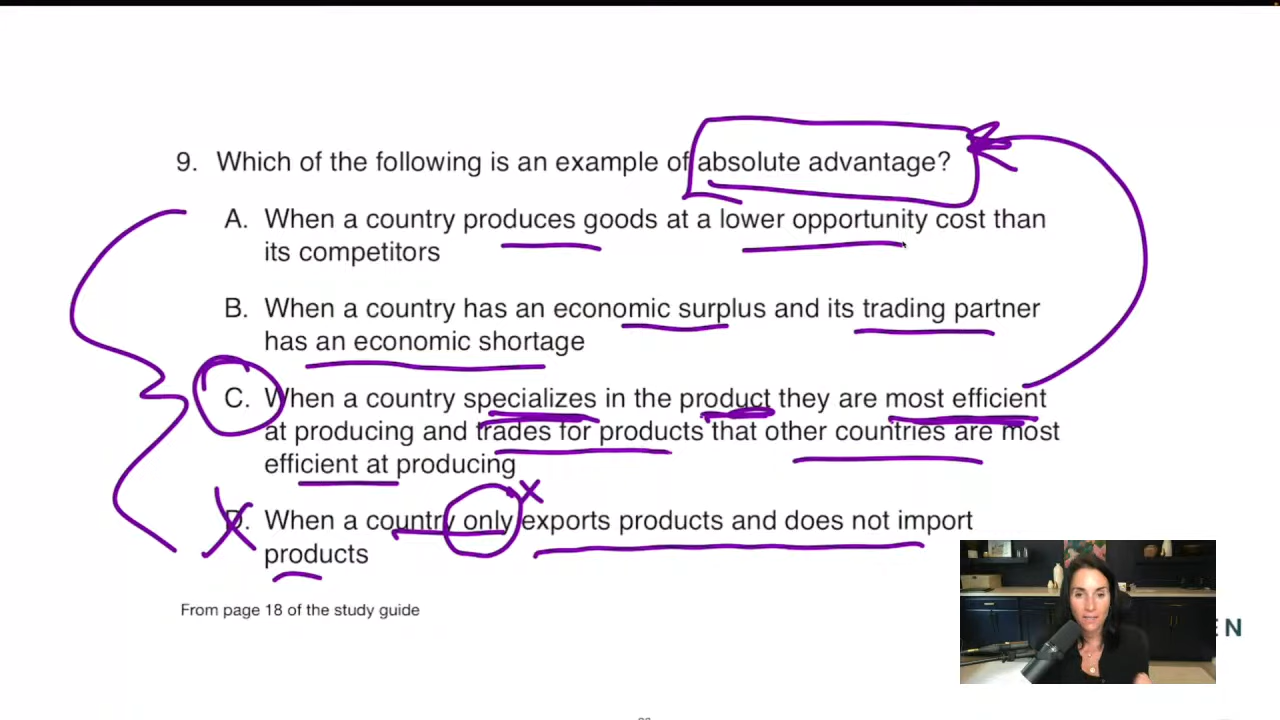 9. Which of the following is an example of absolute advantage?
A. When a country produces goods at a lower opportunity cost than
its competitors
B. When a country has an economic surplus and its trading partner
has an economic shortage
C. When a country specializes in the product they are most efficient
at producing and trades for products that other countries are most
efficient at producing
X
D. When a country only exports products and does not import
products
From page 18 of the study guide
EN